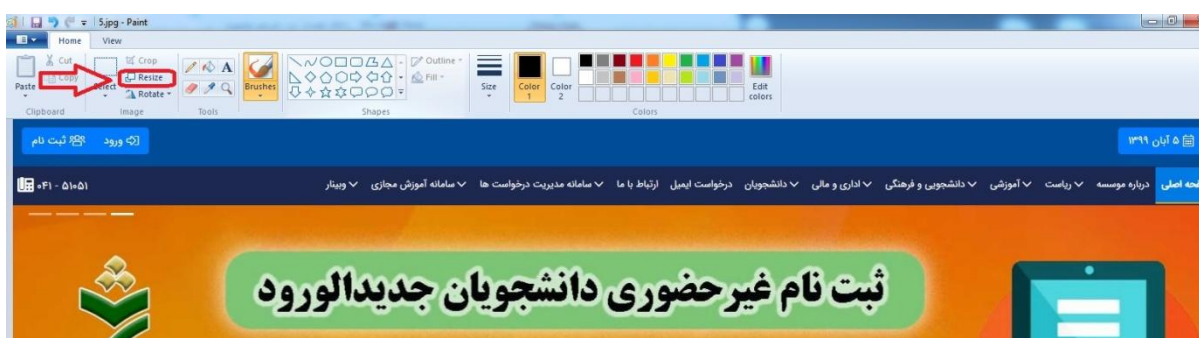 5.jpg - Paint
Home View
Paste
Cut
Copy
Select
Crop
Resize
Rotate
Brushes
Outline
Fill
Size
Color 1
Color 2
Edit colors
Clipboard Image Tools Shapes Colors
۵ آبان ۱۳۹۹
ورود ثبت نام
حه اصلی درباره موسسه ریاست آموزشی دانشجویی و فرهنگی اداری و مالی دانشجویان درخواست ایمیل ارتباط با ما سامانه مدیریت درخواست ها سامانه آموزش مجازی وبینار
۰۴۱ - ۵۱۰۵۱
ثبت نام غیرحضوری دانشجویان جدیدالورود